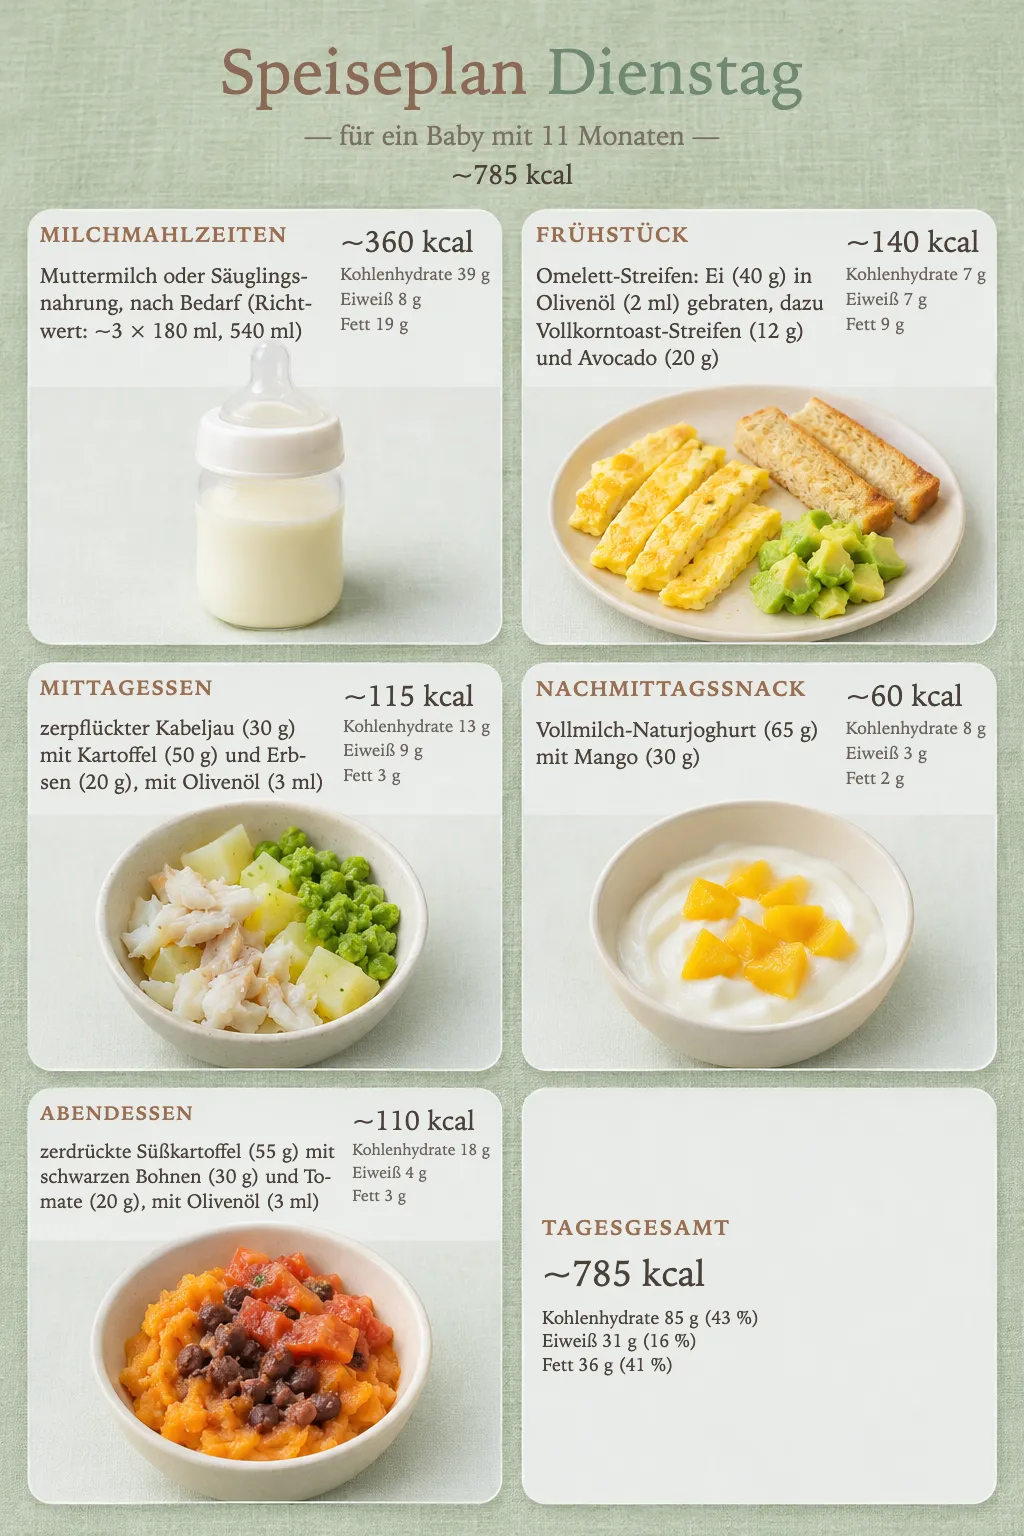 Speiseplan Dienstag
— für ein Baby mit 11 Monaten —
~785 kcal
MILCHMAHLZEITEN
Muttermilch oder Säuglings-
nahrung, nach Bedarf (Richt-
wert: ~3 × 180 ml, 540 ml)
~360 kcal
Kohlenhydrate 39 g
Eiweiß 8 g
Fett 19 g
FRÜHSTÜCK
Omelett-Streifen: Ei (40 g) in
Olivenöl (2 ml) gebraten, dazu
Vollkorntoast-Streifen (12 g)
und Avocado (20 g)
~140 kcal
Kohlenhydrate 7 g
Eiweiß 7 g
Fett 9 g
MITTAGESSEN
zerpflückter Kabeljau (30 g)
mit Kartoffel (50 g) und Erb-
sen (20 g), mit Olivenöl (3 ml)
~115 kcal
Kohlenhydrate 13 g
Eiweiß 9 g
Fett 3 g
NACHMITTAGSSNACK
Vollmilch-Naturjoghurt (65 g)
mit Mango (30 g)
~60 kcal
Kohlenhydrate 8 g
Eiweiß 3 g
Fett 2 g
ABENDESSEN
zerdrückte Süßkartoffel (55 g) mit
schwarzen Bohnen (30 g) und To-
mate (20 g), mit Olivenöl (3 ml)
~110 kcal
Kohlenhydrate 18 g
Eiweiß 4 g
Fett 3 g
TAGESGESAMT
~785 kcal
Kohlenhydrate 85 g (43 %)
Eiweiß 31 g (16 %)
Fett 36 g (41 %)